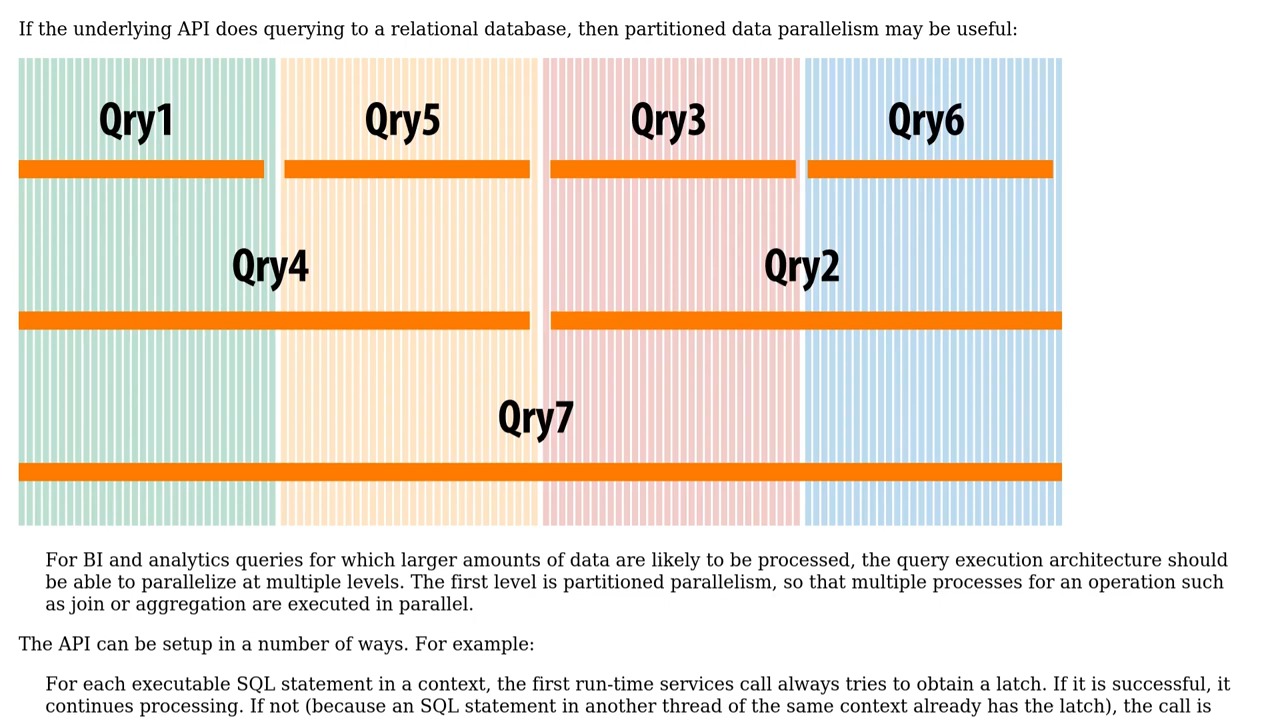 If the underlying API does querying to a relational database, then partitioned data parallelism may be useful:
Qry1 Qry5 Qry3 Qry6
Qry4 Qry2
Qry7
For BI and analytics queries for which larger amounts of data are likely to be processed, the query execution architecture should
be able to parallelize at multiple levels. The first level is partitioned parallelism, so that multiple processes for an operation such
as join or aggregation are executed in parallel.
The API can be setup in a number of ways. For example:
For each executable SQL statement in a context, the first run-time services call always tries to obtain a latch. If it is successful, it
continues processing. If not (because an SQL statement in another thread of the same context already has the latch), the call is